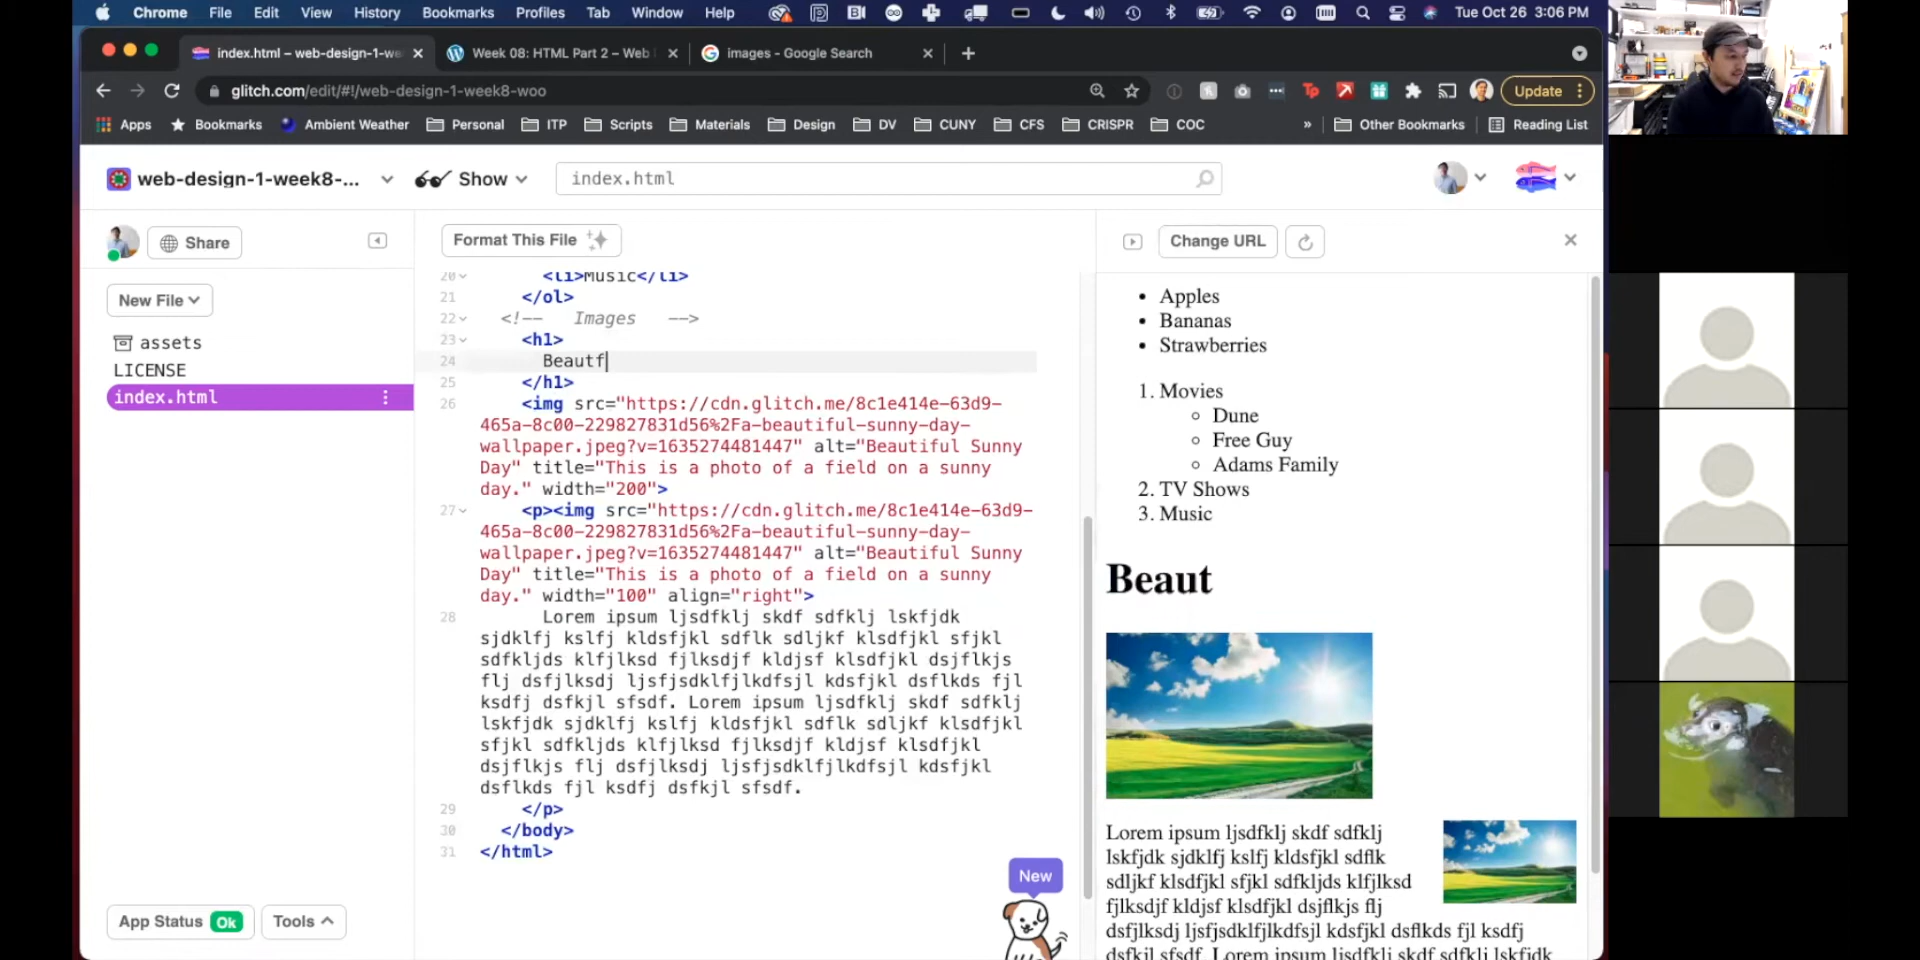 Chrome File Edit View History Bookmarks Profiles Tab Window Help Tue Oct 26 3:06 PM
index.html – web-design-1-we Week 08: HTML Part 2 – Web images - Google Search
glitch.com/edit/#!/web-design-1-week8-woo Update
Apps Bookmarks Ambient Weather Personal ITP Scripts Materials Design DV CUNY CFS CRISPR COC » Other Bookmarks Reading List
web-design-1-week8-... Show index.html
Share
Format This File
Change URL
New File
assets
LICENSE
index.html
20 <li>Music</li>
21 </ol>
22 <!-- Images -->
23 <h1>
24 Beautf
25 </h1>
26 <img src="https://cdn.glitch.me/8c1e414e-63d9-
465a-8c00-229827831d56%2Fa-beautiful-sunny-day-
wallpaper.jpeg?v=1635274481447" alt="Beautiful Sunny
Day" title="This is a photo of a field on a sunny
day." width="200">
27 <p><img src="https://cdn.glitch.me/8c1e414e-63d9-
465a-8c00-229827831d56%2Fa-beautiful-sunny-day-
wallpaper.jpeg?v=1635274481447" alt="Beautiful Sunny
Day" title="This is a photo of a field on a sunny
day." width="100" align="right">
28 Lorem ipsum ljsdfklj skdf sdfklj lskfjdk
sjdklfj kslfj kldsfjkl sdflk sdljkf klsdfjkl sfjkl
sdfkljds klfjlksd fjlksdjf kldjsf klsdfjkl dsjflkjs
flj dsfjlksdj ljsfjsdklfjlkdfsjl kdsfjkl dsflkds fjl
ksdfj dsfkjl sfsdf. Lorem ipsum ljsdfklj skdf sdfklj
lskfjdk sjdklfj kslfj kldsfjkl sdflk sdljkf klsdfjkl
sfjkl sdfkljds klfjlksd fjlksdjf kldjsf klsdfjkl
dsjflkjs flj dsfjlksdj ljsfjsdklfjlkdfsjl kdsfjkl
dsflkds fjl ksdfj dsfkjl sfsdf.
29 </p>
30 </body>
31 </html>
New
App Status Ok Tools
Apples
Bananas
Strawberries
1. Movies
Dune
Free Guy
Adams Family
2. TV Shows
3. Music
Beaut
Lorem ipsum ljsdfklj skdf sdfklj
lskfjdk sjdklfj kslfj kldsfjkl sdflk
sdljkf klsdfjkl sfjkl sdfkljds klfjlksd
fjlksdjf kldjsf klsdfjkl dsjflkjs flj
dsfjlksdj ljsfjsdklfjlkdfsjl kdsfjkl dsflkds fjl ksdfj
dsfkjl sfsdf. Lorem ipsum ljsdfklj skdf sdfklj lskfjdk